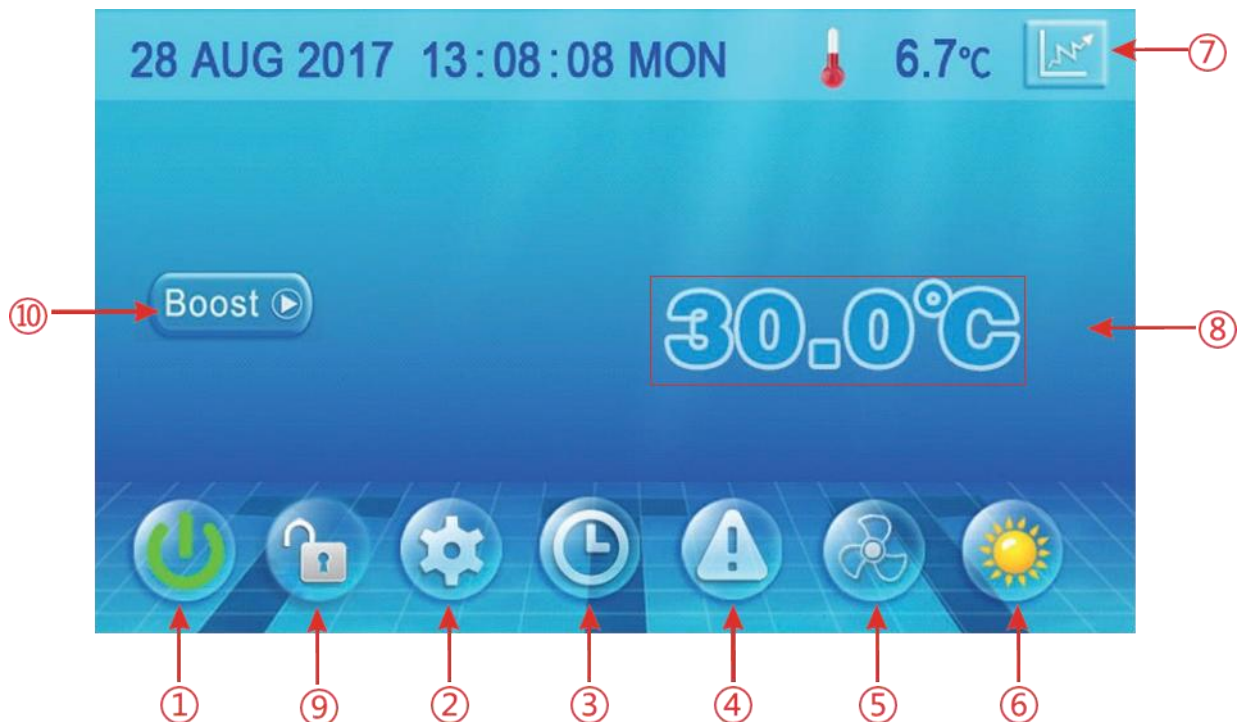 28 AUG 2017 13:08:08 MON 6.7°C ⑦
⑩ Boost 30.0°C ⑧
① ⑨ ② ③ ④ ⑤ ⑥